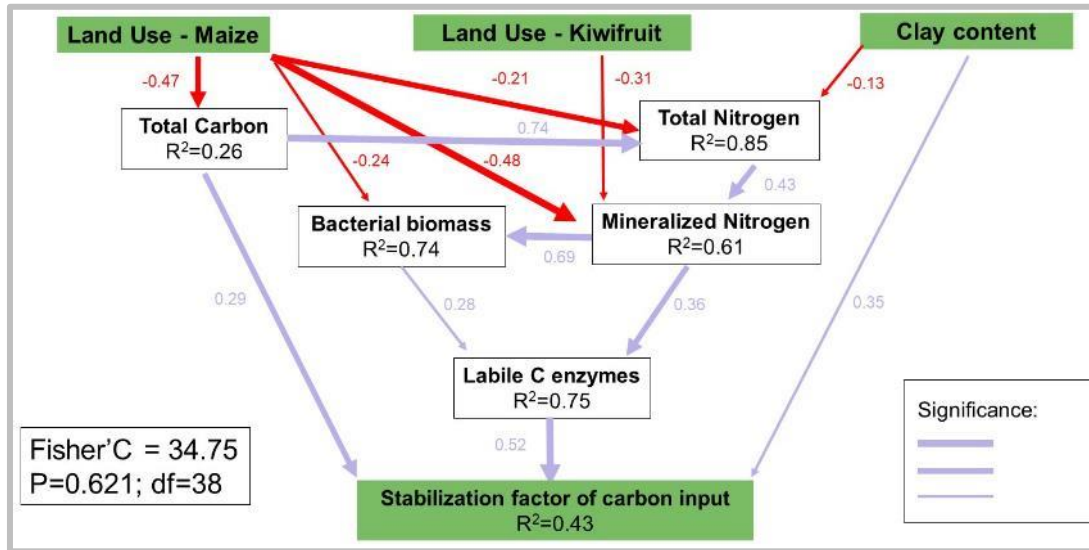 Land Use - Maize
Land Use - Kiwifruit
Clay content
-0.47
-0.21
-0.31
-0.13
Total Carbon
R²=0.26
0.74
Total Nitrogen
R²=0.85
-0.24
-0.48
0.43
Bacterial biomass
R²=0.74
0.69
Mineralized Nitrogen
R²=0.61
0.29
0.28
0.36
0.35
Labile C enzymes
R²=0.75
Significance:
Fisher'C = 34.75
P=0.621; df=38
0.52
Stabilization factor of carbon input
R²=0.43